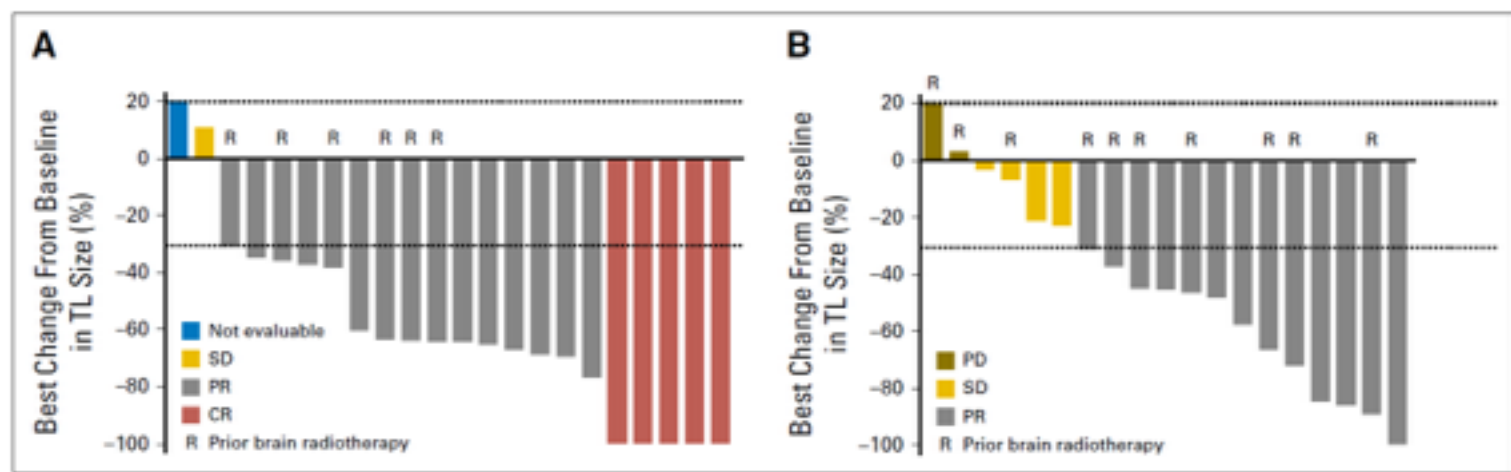 A
Best Change From Baseline
in TL Size (%)
20
0
−20
−40
−60
−80
−100
R R R R R R
Not evaluable
SD
PR
CR
R Prior brain radiotherapy
B
Best Change From Baseline
in TL Size (%)
20
0
−20
−40
−60
−80
−100
R
R
R R R R R R R R
PD
SD
PR
R Prior brain radiotherapy